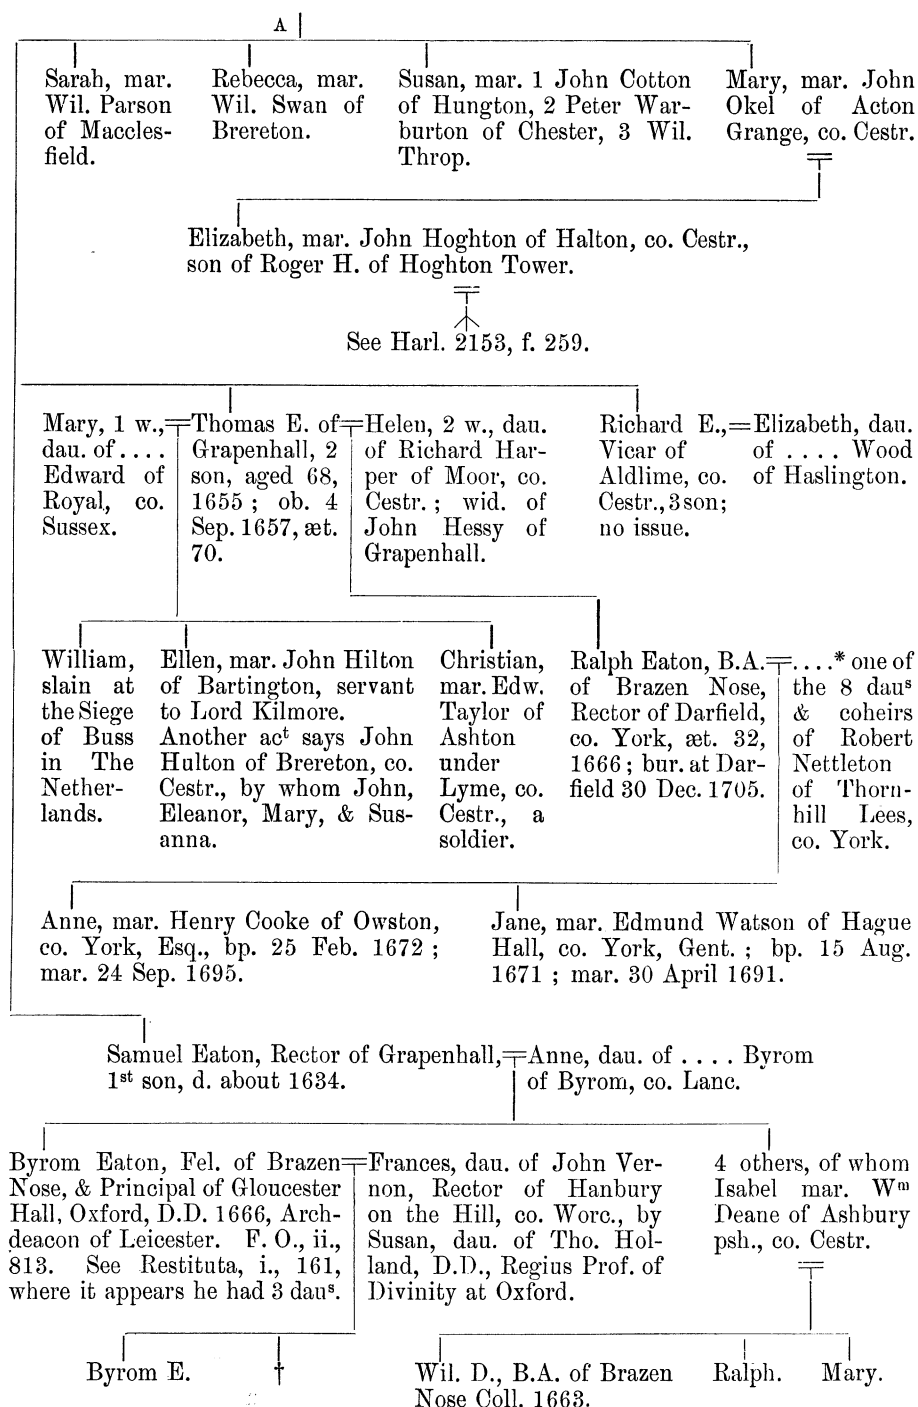 A
Sarah, mar.
Wil. Parson
of Maccles-
field.
Rebecca, mar.
Wil. Swan of
Brereton.
Susan, mar. 1 John Cotton
of Hungton, 2 Peter War-
burton of Chester, 3 Wil.
Throp.
Mary, mar. John
Okel of Acton
Grange, co. Cestr.
Elizabeth, mar. John Hoghton of Halton, co. Cestr.,
son of Roger H. of Hoghton Tower.
See Harl. 2153, f. 259.
Mary, 1 w.,
dau. of . . . .
Edward of
Royal, co.
Sussex.
Thomas E. of
Grapenhall, 2
son, aged 68,
1655 ; ob. 4
Sep. 1657, æt.
70.
Helen, 2 w., dau.
of Richard Har-
per of Moor, co.
Cestr. ; wid. of
John Hessy of
Grapenhall.
Richard E.,
Vicar of
Aldlime, co.
Cestr., 3 son;
no issue.
Elizabeth, dau.
of . . . . Wood
of Haslington.
William,
slain at
the Siege
of Buss
in The
Nether-
lands.
Ellen, mar. John Hilton
of Bartington, servant
to Lord Kilmore.
Another acᵗ says John
Hulton of Brereton, co.
Cestr., by whom John,
Eleanor, Mary, & Sus-
anna.
Christian,
mar. Edw.
Taylor of
Ashton
under
Lyme, co.
Cestr., a
soldier.
Ralph Eaton, B.A.
of Brazen Nose,
Rector of Darfield,
co. York, æt. 32,
1666 ; bur. at Dar-
field 30 Dec. 1705.
. . . .* one of
the 8 dauˢ
& coheirs
of Robert
Nettleton
of Thorn-
hill Lees,
co. York.
Anne, mar. Henry Cooke of Owston,
co. York, Esq., bp. 25 Feb. 1672 ;
mar. 24 Sep. 1695.
Jane, mar. Edmund Watson of Hague
Hall, co. York, Gent. ; bp. 15 Aug.
1671 ; mar. 30 April 1691.
Samuel Eaton, Rector of Grapenhall,
1ˢᵗ son, d. about 1634.
Anne, dau. of . . . . Byrom
of Byrom, co. Lanc.
Byrom Eaton, Fel. of Brazen
Nose, & Principal of Gloucester
Hall, Oxford, D.D. 1666, Arch-
deacon of Leicester. F. O., ii.,
813. See Restituta, i., 161,
where it appears he had 3 dauˢ.
Frances, dau. of John Ver-
non, Rector of Hanbury
on the Hill, co. Worc., by
Susan, dau. of Tho. Hol-
land, D.D., Regius Prof. of
Divinity at Oxford.
4 others, of whom
Isabel mar. Wᵐ
Deane of Ashbury
psh., co. Cestr.
Byrom E.
†
Wil. D., B.A. of Brazen
Nose Coll. 1663.
Ralph.
Mary.